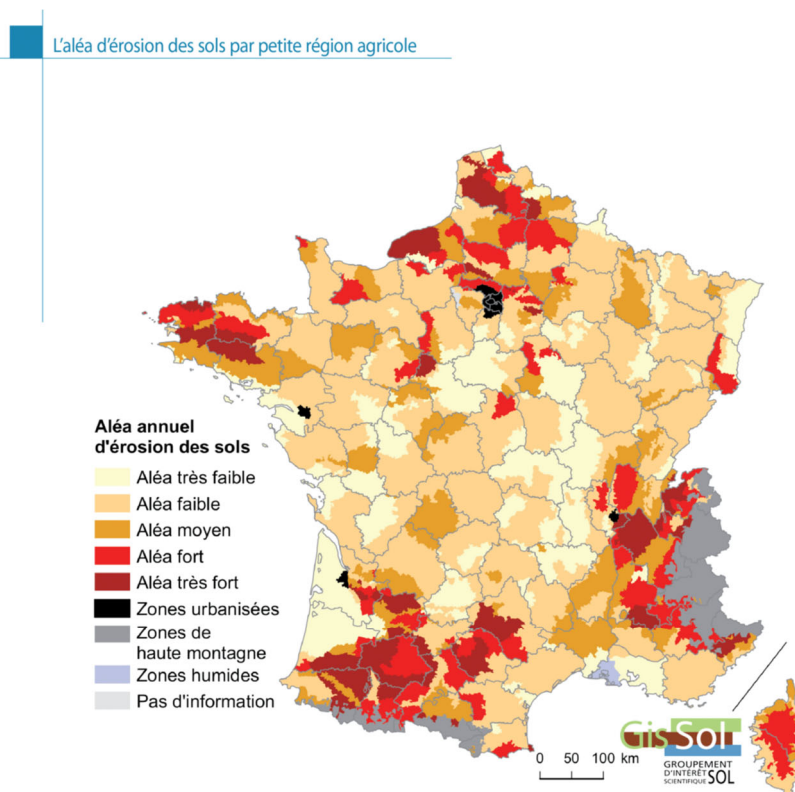 L'aléa d'érosion des sols par petite région agricole
Aléa annuel
d'érosion des sols
Aléa très faible
Aléa faible
Aléa moyen
Aléa fort
Aléa très fort
Zones urbanisées
Zones de
haute montagne
Zones humides
Pas d'information
0 50 100 km
GisSol
GROUPEMENT
D'INTÉRÊT
SCIENTIFIQUE SOL